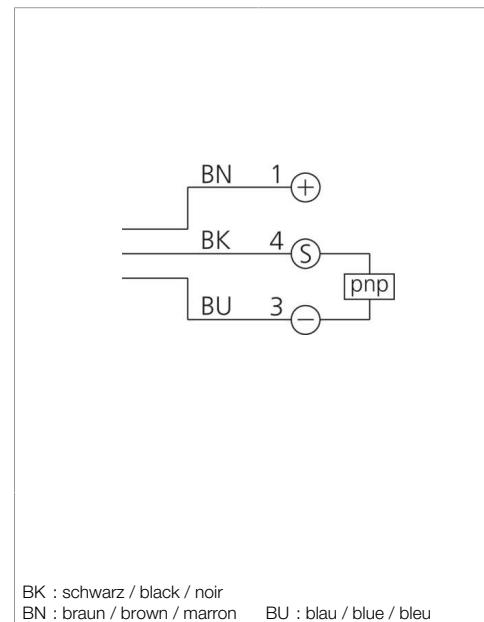 BN 1 +
BK 4 S
pnp
BU 3 −
BK : schwarz / black / noir
BN : braun / brown / marron BU : blau / blue / bleu